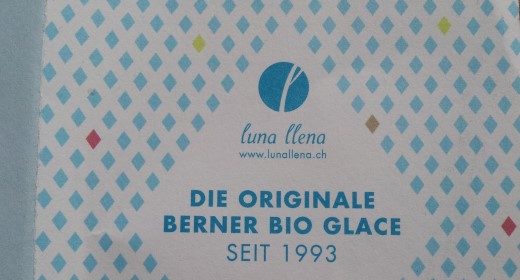 luna llena
www.lunallena.ch
DIE ORIGINALE
BERNER BIO GLACE
SEIT 1993